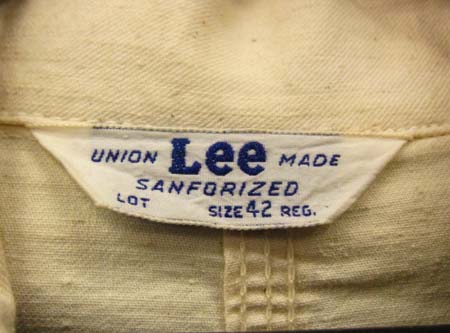 UNION Lee MADE
SANFORIZED
LOT SIZE 42 REG.